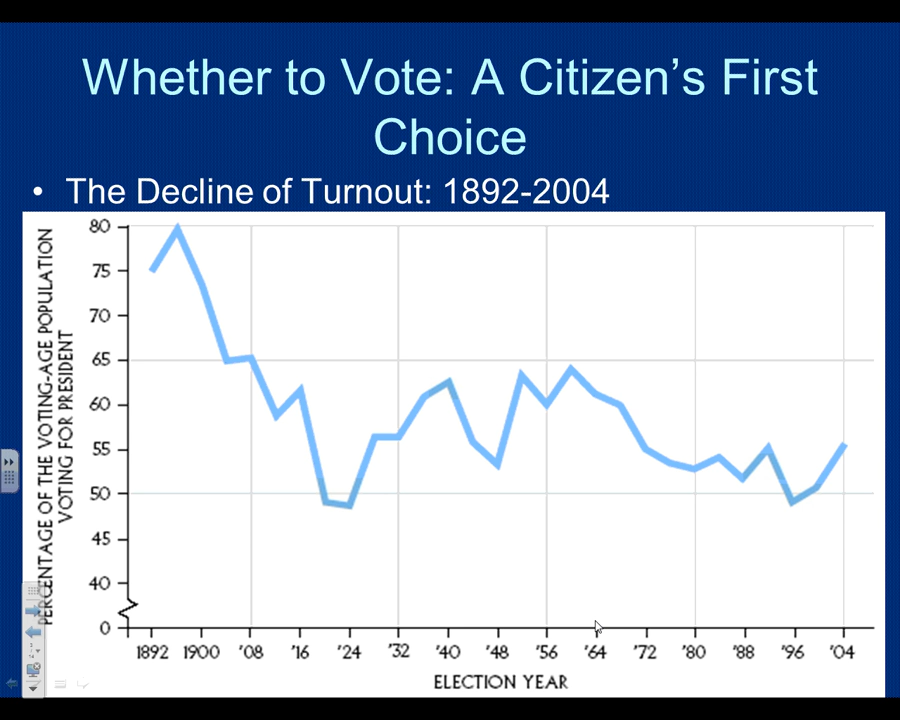 Whether to Vote: A Citizen's First
Choice
• The Decline of Turnout: 1892-2004
PERCENTAGE OF THE VOTING-AGE POPULATION
VOTING FOR PRESIDENT
80
75
70
65
60
55
50
45
40
0
1892 1900 '08 '16 '24 '32 '40 '48 '56 '64 '72 '80 '88 '96 '04
ELECTION YEAR